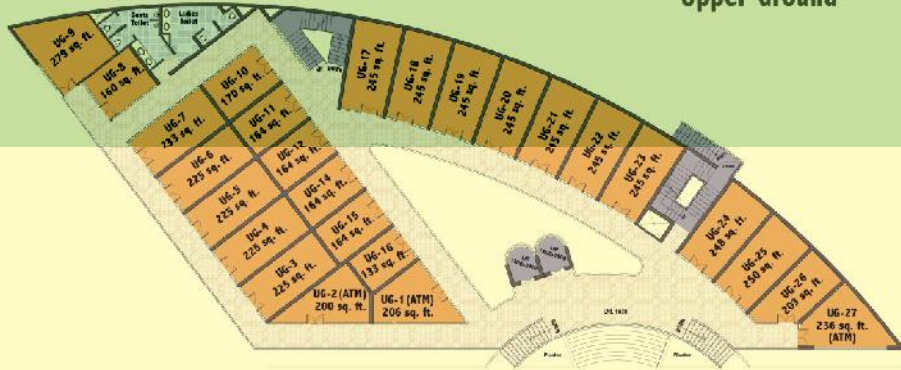 Upper Ground
UG-9
279 sq. ft.
Gents
Toilet
Ladies
Toilet
UG-8
160 sq. ft.
UG-10
170 sq. ft.
UG-7
233 sq. ft.
UG-11
164 sq. ft.
UG-6
225 sq. ft.
UG-12
164 sq. ft.
UG-5
225 sq. ft.
UG-14
164 sq. ft.
UG-4
225 sq. ft.
UG-15
164 sq. ft.
UG-3
225 sq. ft.
UG-16
133 sq. ft.
UG-2 (ATM)
200 sq. ft.
UG-1 (ATM)
206 sq. ft.
UG-17
245 sq. ft.
UG-18
245 sq. ft.
UG-19
245 sq. ft.
UG-20
245 sq. ft.
UG-21
245 sq. ft.
UG-22
245 sq. ft.
UG-23
245 sq. ft.
UG-24
248 sq. ft.
UG-25
250 sq. ft.
UG-26
203 sq. ft.
UG-27
236 sq. ft.
(ATM)